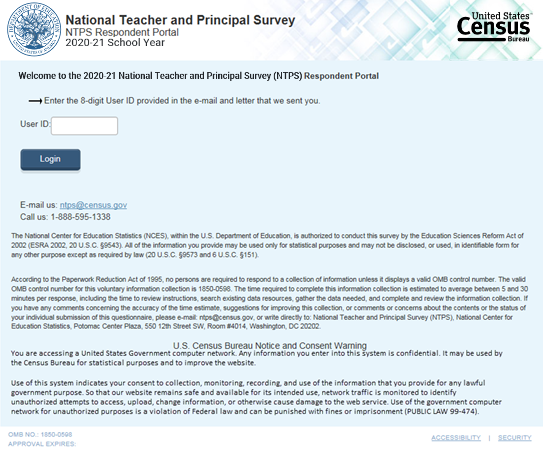 National Teacher and Principal Survey
NTPS Respondent Portal
2020-21 School Year
United States®
Census
Bureau
Welcome to the 2020-21 National Teacher and Principal Survey (NTPS) Respondent Portal
Enter the 8-digit User ID provided in the e-mail and letter that we sent you.
User ID:
Login
E-mail us: ntps@census.gov
Call us: 1-888-595-1338
The National Center for Education Statistics (NCES), within the U.S. Department of Education, is authorized to conduct this survey by the Education Sciences Reform Act of
2002 (ESRA 2002, 20 U.S.C. §9543). All of the information you provide may be used only for statistical purposes and may not be disclosed, or used, in identifiable form for
any other purpose except as required by law (20 U.S.C. §9573 and 6 U.S.C. §151).
According to the Paperwork Reduction Act of 1995, no persons are required to respond to a collection of information unless it displays a valid OMB control number. The valid
OMB control number for this voluntary information collection is 1850-0598. The time required to complete this information collection is estimated to average between 5 and 30
minutes per response, including the time to review instructions, search existing data resources, gather the data needed, and complete and review the information collection. If
you have any comments concerning the accuracy of the time estimate, suggestions for improving this collection, or comments or concerns about the contents or the status of
your individual submission of this questionnaire, please e-mail: ntps@census.gov, or write directly to: National Teacher and Principal Survey (NTPS), National Center for
Education Statistics, Potomac Center Plaza, 550 12th Street SW, Room #4014, Washington, DC 20202.
U.S. Census Bureau Notice and Consent Warning
You are accessing a United States Government computer network. Any information you enter into this system is confidential. It may be used by
the Census Bureau for statistical purposes and to improve the website.
Use of this system indicates your consent to collection, monitoring, recording, and use of the information that you provide for any lawful
government purpose. So that our website remains safe and available for its intended use, network traffic is monitored to identify
unauthorized attempts to access, upload, change information, or otherwise cause damage to the web service. Use of the government computer
network for unauthorized purposes is a violation of Federal law and can be punished with fines or imprisonment (PUBLIC LAW 99-474).
OMB NO.: 1850-0598
APPROVAL EXPIRES:
ACCESSIBILITY | SECURITY